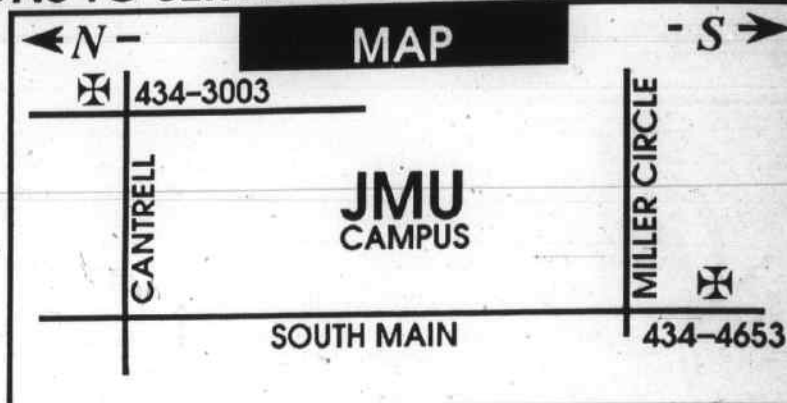 N
MAP
S
434-3003
CANTRELL
JMU
CAMPUS
MILLER CIRCLE
SOUTH MAIN
434-4653